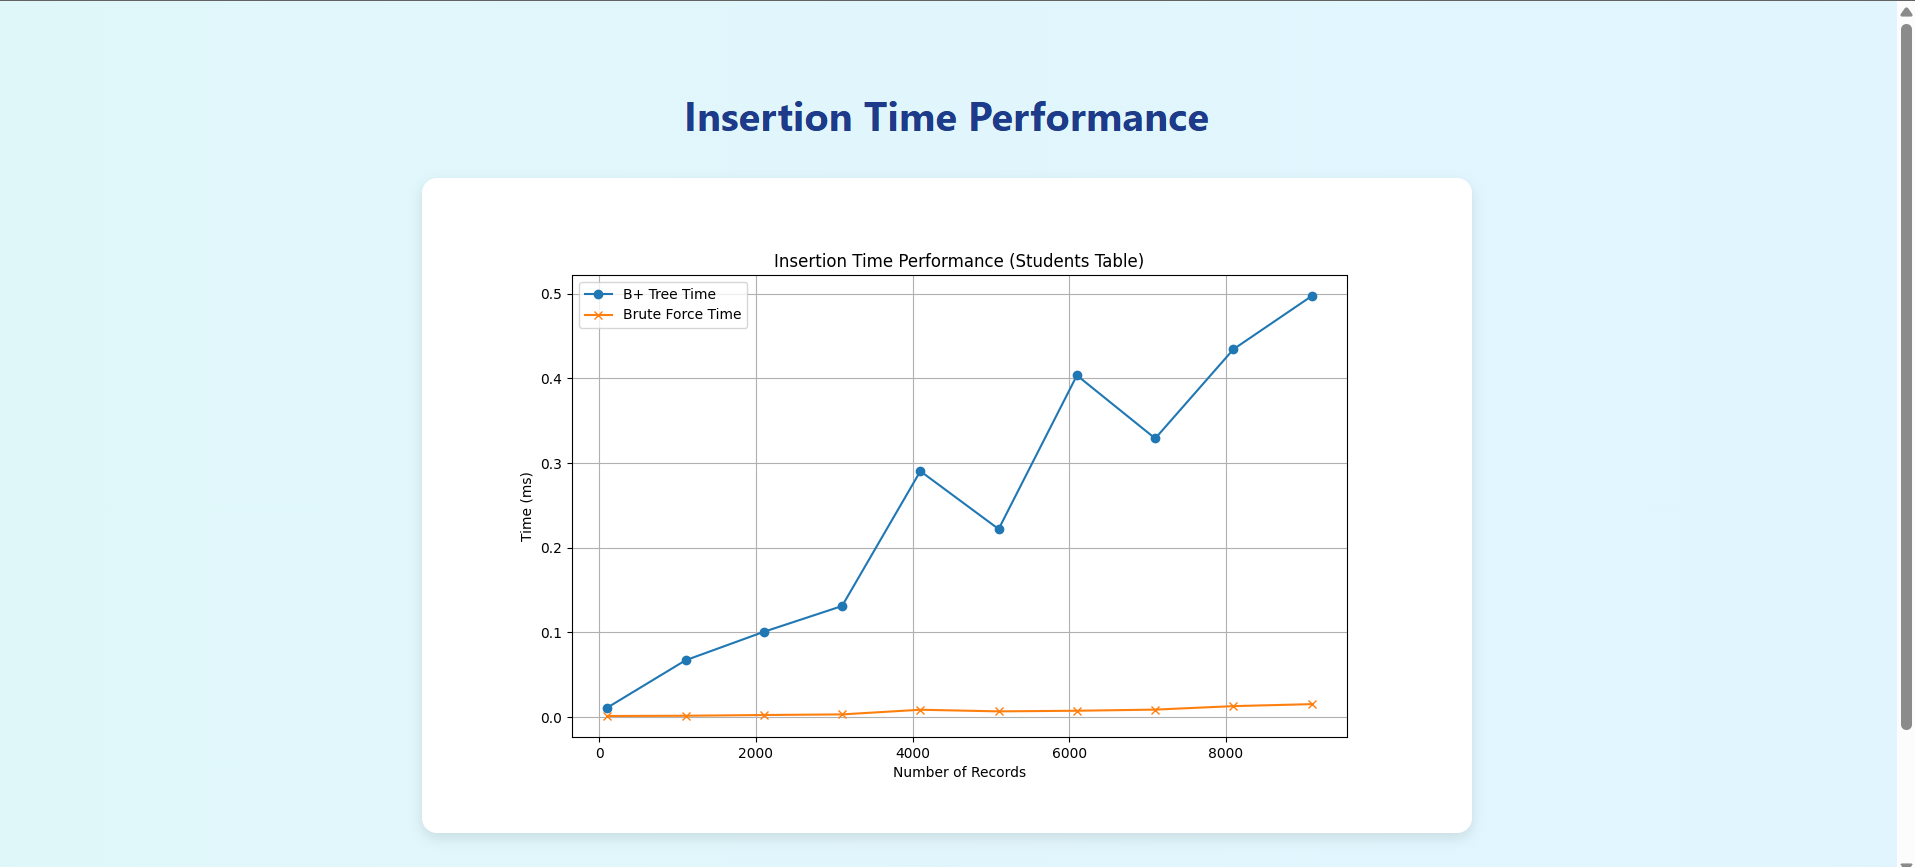 Insertion Time Performance
Insertion Time Performance (Students Table)
B+ Tree Time
Brute Force Time
0.5
0.4
0.3
0.2
0.1
0.0
Time (ms)
0 2000 4000 6000 8000
Number of Records